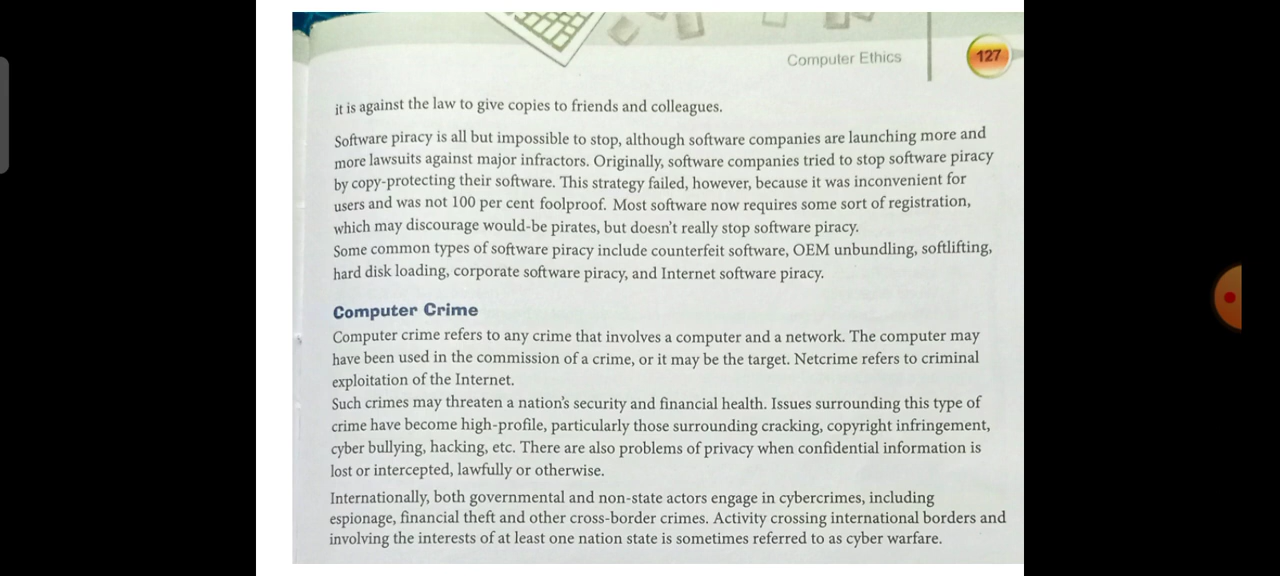 Computer Ethics
127
it is against the law to give copies to friends and colleagues.
Software piracy is all but impossible to stop, although software companies are launching more and
more lawsuits against major infractors. Originally, software companies tried to stop software piracy
by copy-protecting their software. This strategy failed, however, because it was inconvenient for
users and was not 100 per cent foolproof. Most software now requires some sort of registration,
which may discourage would-be pirates, but doesn't really stop software piracy.
Some common types of software piracy include counterfeit software, OEM unbundling, softlifting,
hard disk loading, corporate software piracy, and Internet software piracy.
Computer Crime
Computer crime refers to any crime that involves a computer and a network. The computer may
have been used in the commission of a crime, or it may be the target. Netcrime refers to criminal
exploitation of the Internet.
Such crimes may threaten a nation's security and financial health. Issues surrounding this type of
crime have become high-profile, particularly those surrounding cracking, copyright infringement,
cyber bullying, hacking, etc. There are also problems of privacy when confidential information is
lost or intercepted, lawfully or otherwise.
Internationally, both governmental and non-state actors engage in cybercrimes, including
espionage, financial theft and other cross-border crimes. Activity crossing international borders and
involving the interests of at least one nation state is sometimes referred to as cyber warfare.